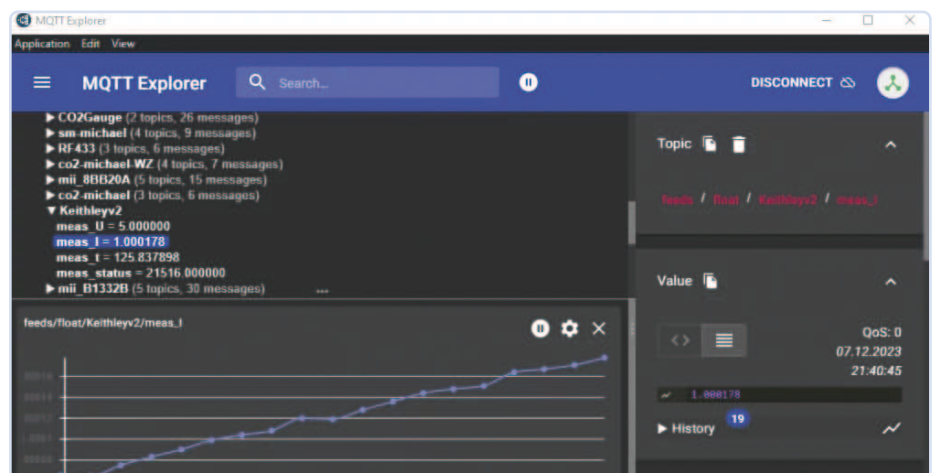 MQTT Explorer
Application Edit View
MQTT Explorer Search... DISCONNECT
▶ CO2Gauge (2 topics, 26 messages)
▶ sm-michael (4 topics, 9 messages)
▶ RF433 (3 topics, 6 messages)
▶ co2-michael-WZ (4 topics, 7 messages)
▶ mii_8BB20A (5 topics, 15 messages)
▶ co2-michael (3 topics, 6 messages)
▼ Keithleyv2
meas_U = 5.000000
meas_I = 1.000178
meas_t = 125.837898
meas_status = 21516.000000
▶ mii_B1332B (5 topics, 30 messages)
...
Topic
feeds / float / Keithleyv2 / meas_I
Value
QoS: 0
07.12.2023
21:40:45
1.000178
▶ History 19
feeds/float/Keithleyv2/meas_I